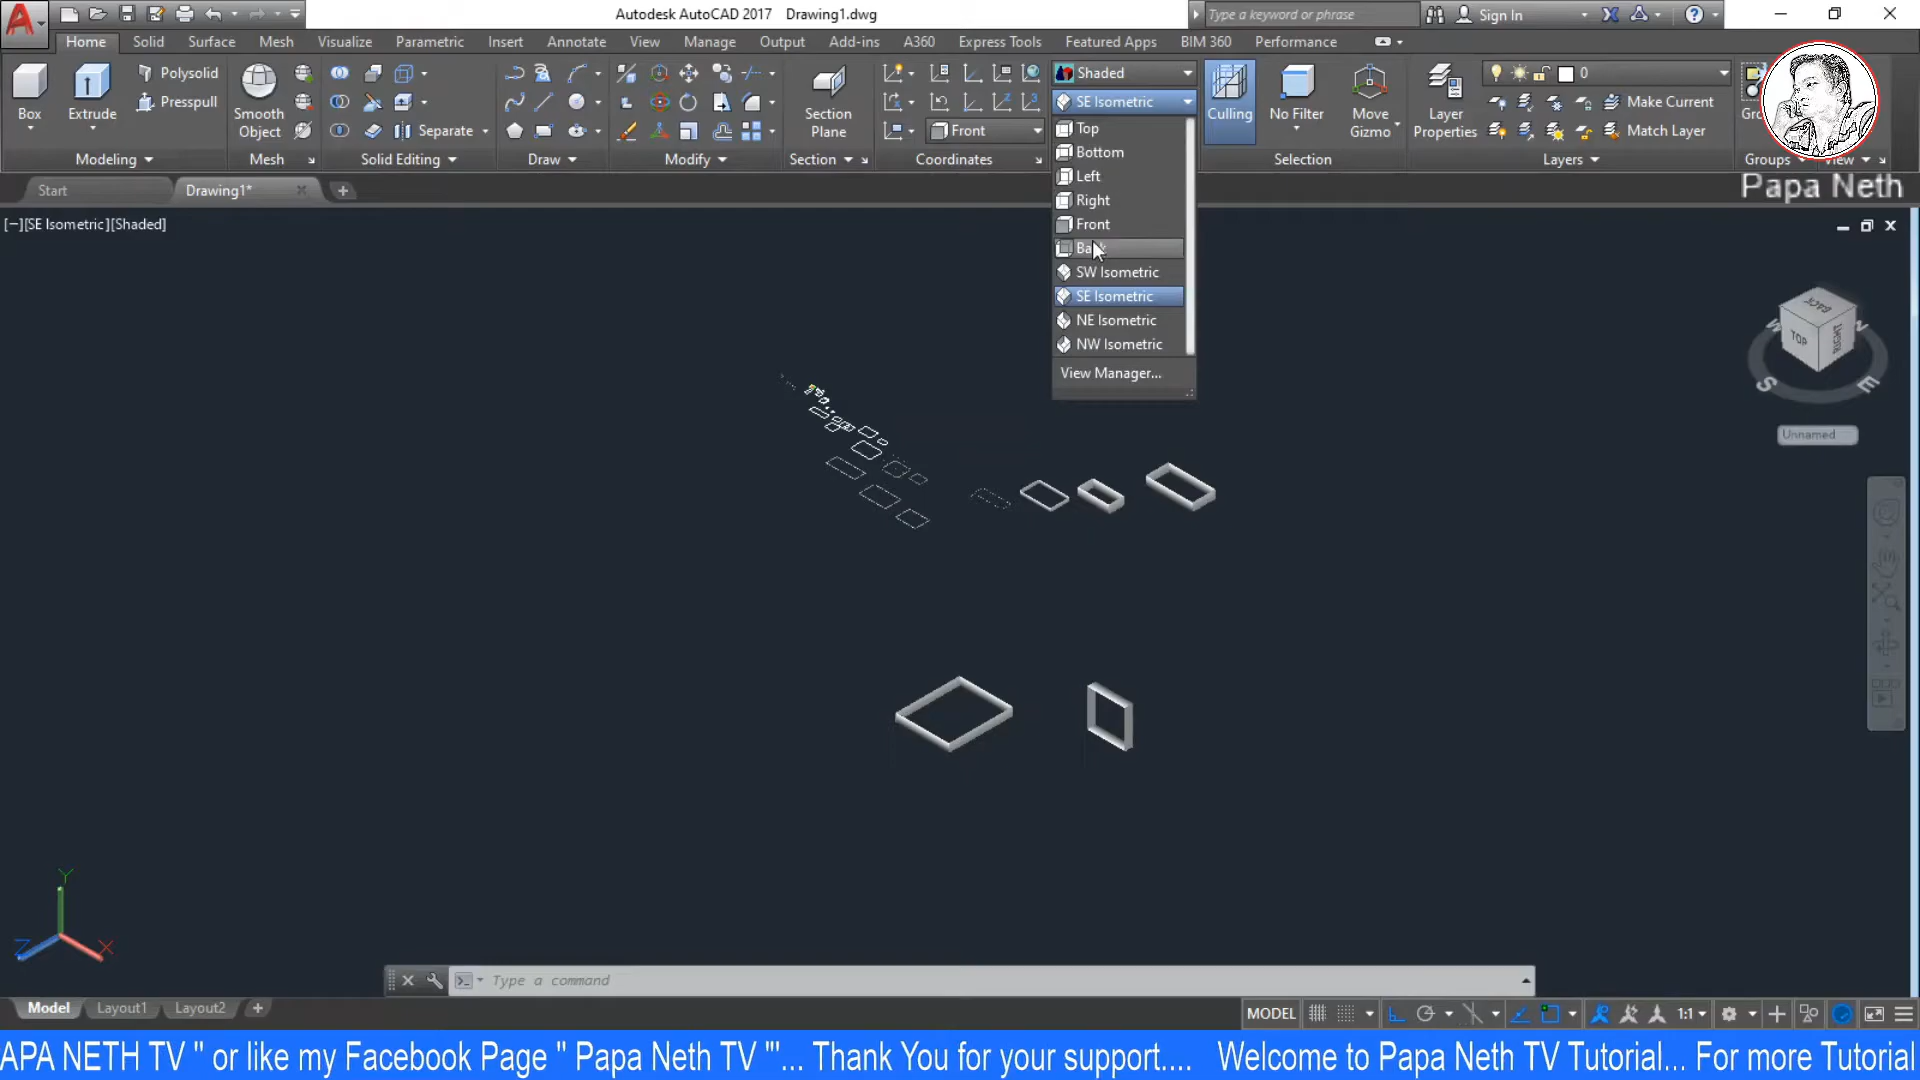 Autodesk AutoCAD 2017 Drawing1.dwg
Type a keyword or phrase
Sign In
Home Solid Surface Mesh Visualize Parametric Insert Annotate View Manage Output Add-ins A360 Express Tools Featured Apps BIM 360 Performance
Box
Extrude
Polysolid
Presspull
Smooth Object
Separate
Section Plane
Front
Shaded
SE Isometric
Culling
No Filter
Move Gizmo
Layer Properties
0
Make Current
Match Layer
Modeling
Mesh
Solid Editing
Draw
Modify
Section
Coordinates
Selection
Layers
Groups
View
Papa Neth
Start
Drawing1*
Top
Bottom
Left
Right
Front
SW Isometric
SE Isometric
NE Isometric
NW Isometric
View Manager...
[−][SE Isometric][Shaded]
BACK
TOP
RIGHT
W
N
S
E
Unnamed
Y
Z
X
Type a command
Model Layout1 Layout2
MODEL
1:1
APA NETH TV " or like my Facebook Page " Papa Neth TV "'... Thank You for your support.... Welcome to Papa Neth TV Tutorial... For more Tutorial